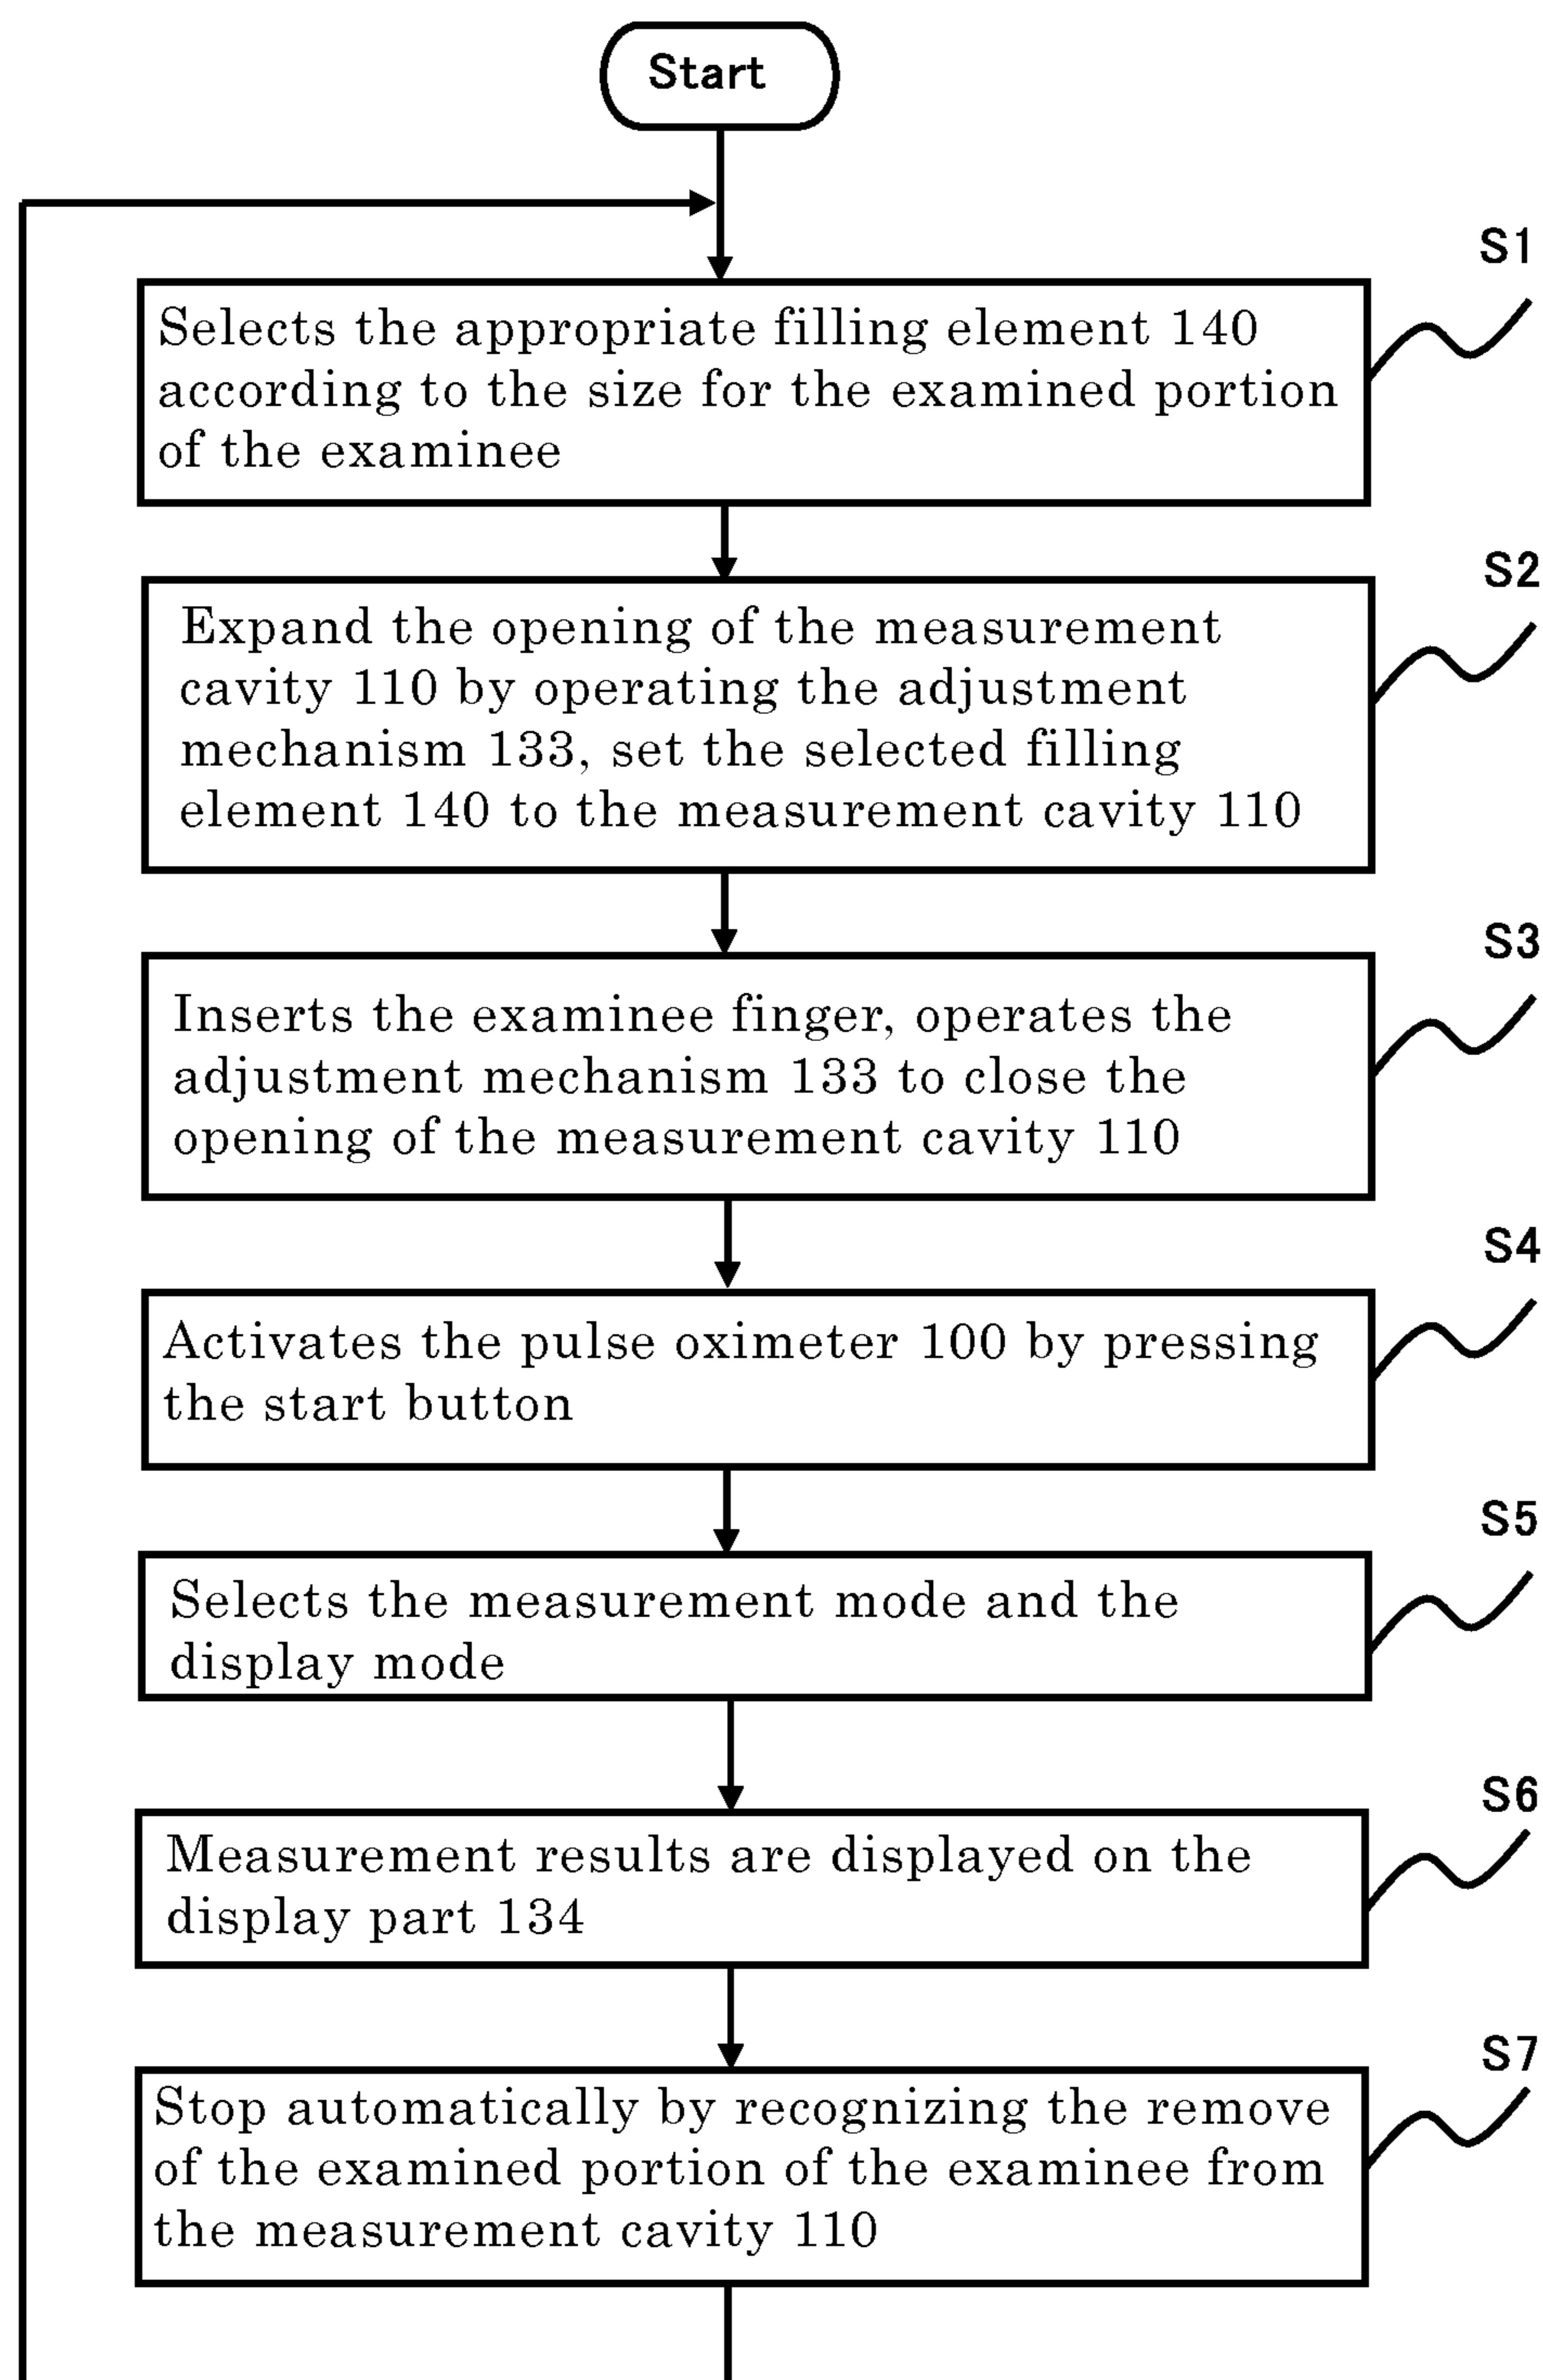 Start
S1
Selects the appropriate filling element 140
according to the size for the examined portion
of the examinee
S2
Expand the opening of the measurement
cavity 110 by operating the adjustment
mechanism 133, set the selected filling
element 140 to the measurement cavity 110
S3
Inserts the examinee finger, operates the
adjustment mechanism 133 to close the
opening of the measurement cavity 110
S4
Activates the pulse oximeter 100 by pressing
the start button
S5
Selects the measurement mode and the
display mode
S6
Measurement results are displayed on the
display part 134
S7
Stop automatically by recognizing the remove
of the examined portion of the examinee from
the measurement cavity 110